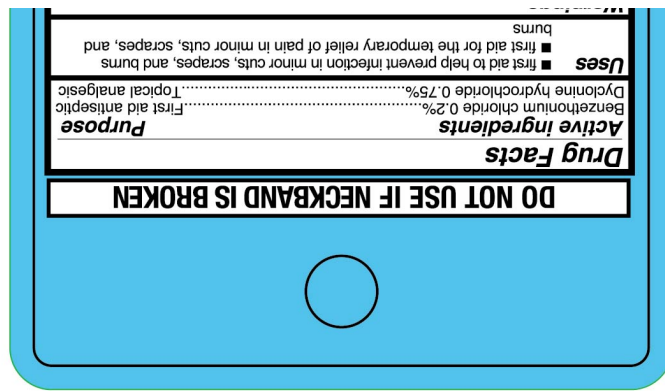 DO NOT USE IF NECKBAND IS BROKEN
Drug Facts
Active ingredients Purpose
Benzethonium chloride 0.2%...............................................First aid antiseptic
Dyclonine hydrochloride 0.75%..............................................Topical analgesic
Uses ■ first aid to help prevent infection in minor cuts, scrapes, and burns
■ first aid for the temporary relief of pain in minor cuts, scrapes, and
burns
Warnings